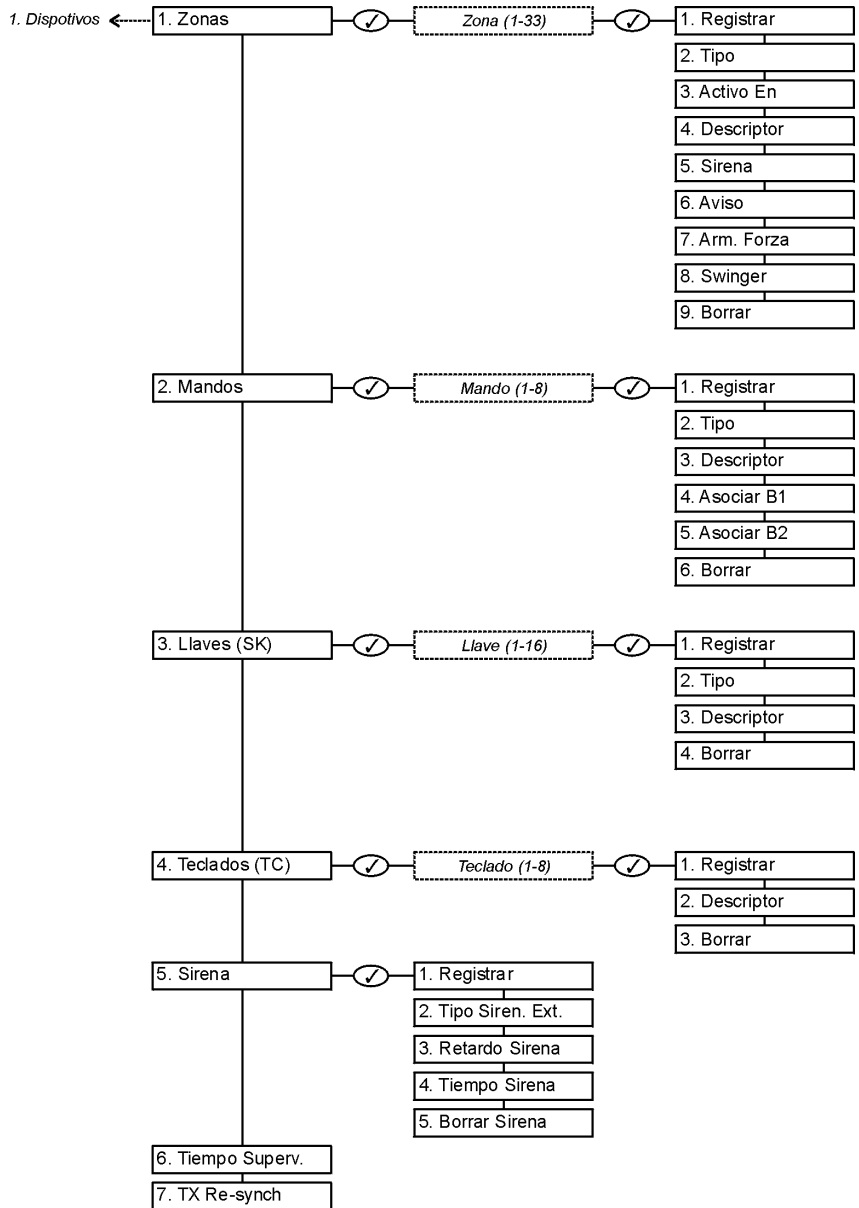 1. Dispotivos
1. Zonas
Zona (1-33)
1. Registrar
2. Tipo
3. Activo En
4. Descriptor
5. Sirena
6. Aviso
7. Arm. Forza
8. Swinger
9. Borrar
2. Mandos
Mando (1-8)
1. Registrar
2. Tipo
3. Descriptor
4. Asociar B1
5. Asociar B2
6. Borrar
3. Llaves (SK)
Llave (1-16)
1. Registrar
2. Tipo
3. Descriptor
4. Borrar
4. Teclados (TC)
Teclado (1-8)
1. Registrar
2. Descriptor
3. Borrar
5. Sirena
1. Registrar
2. Tipo Siren. Ext.
3. Retardo Sirena
4. Tiempo Sirena
5. Borrar Sirena
6. Tiempo Superv.
7. TX Re-synch